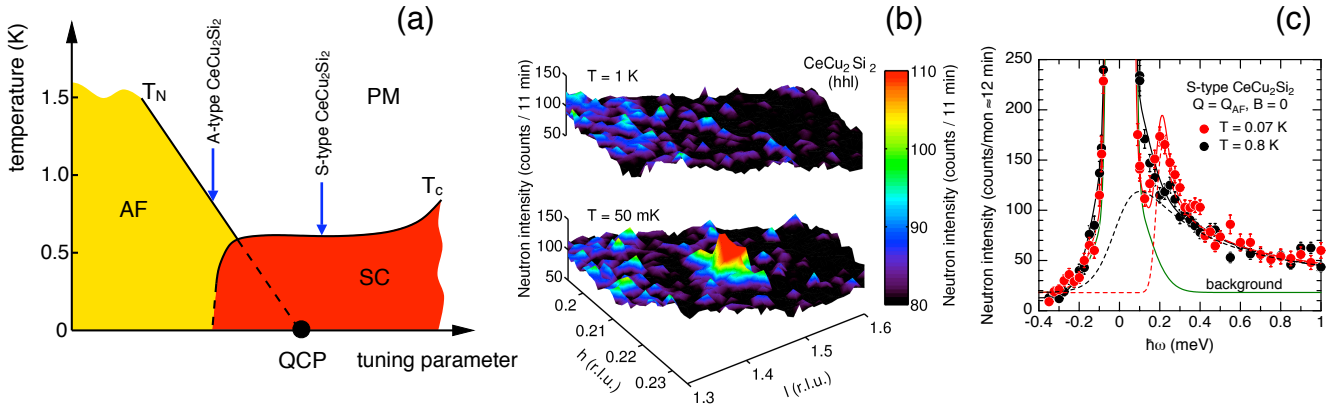 (a)
temperature (K)
1.5
1.0
0.5
0
T_N
A-type CeCu₂Si₂
S-type CeCu₂Si₂
PM
AF
T_c
SC
QCP
tuning parameter
(b)
Neutron intensity (counts / 11 min)
150
100
50
T = 1 K
CeCu₂Si₂
(hhl)
150
100
50
T = 50 mK
0.2
0.21
0.22
0.23
h (r.l.u.)
1.3
1.4
1.5
1.6
l (r.l.u.)
110
100
90
80
Neutron intensity (counts / 11 min)
(c)
Neutron intensity (counts/mon ≈12 min)
250
200
150
100
50
0
S-type CeCu₂Si₂
Q = Q_AF, B = 0
T = 0.07 K
T = 0.8 K
background
-0.4
-0.2
0
0.2
0.4
0.6
0.8
1
ħω (meV)